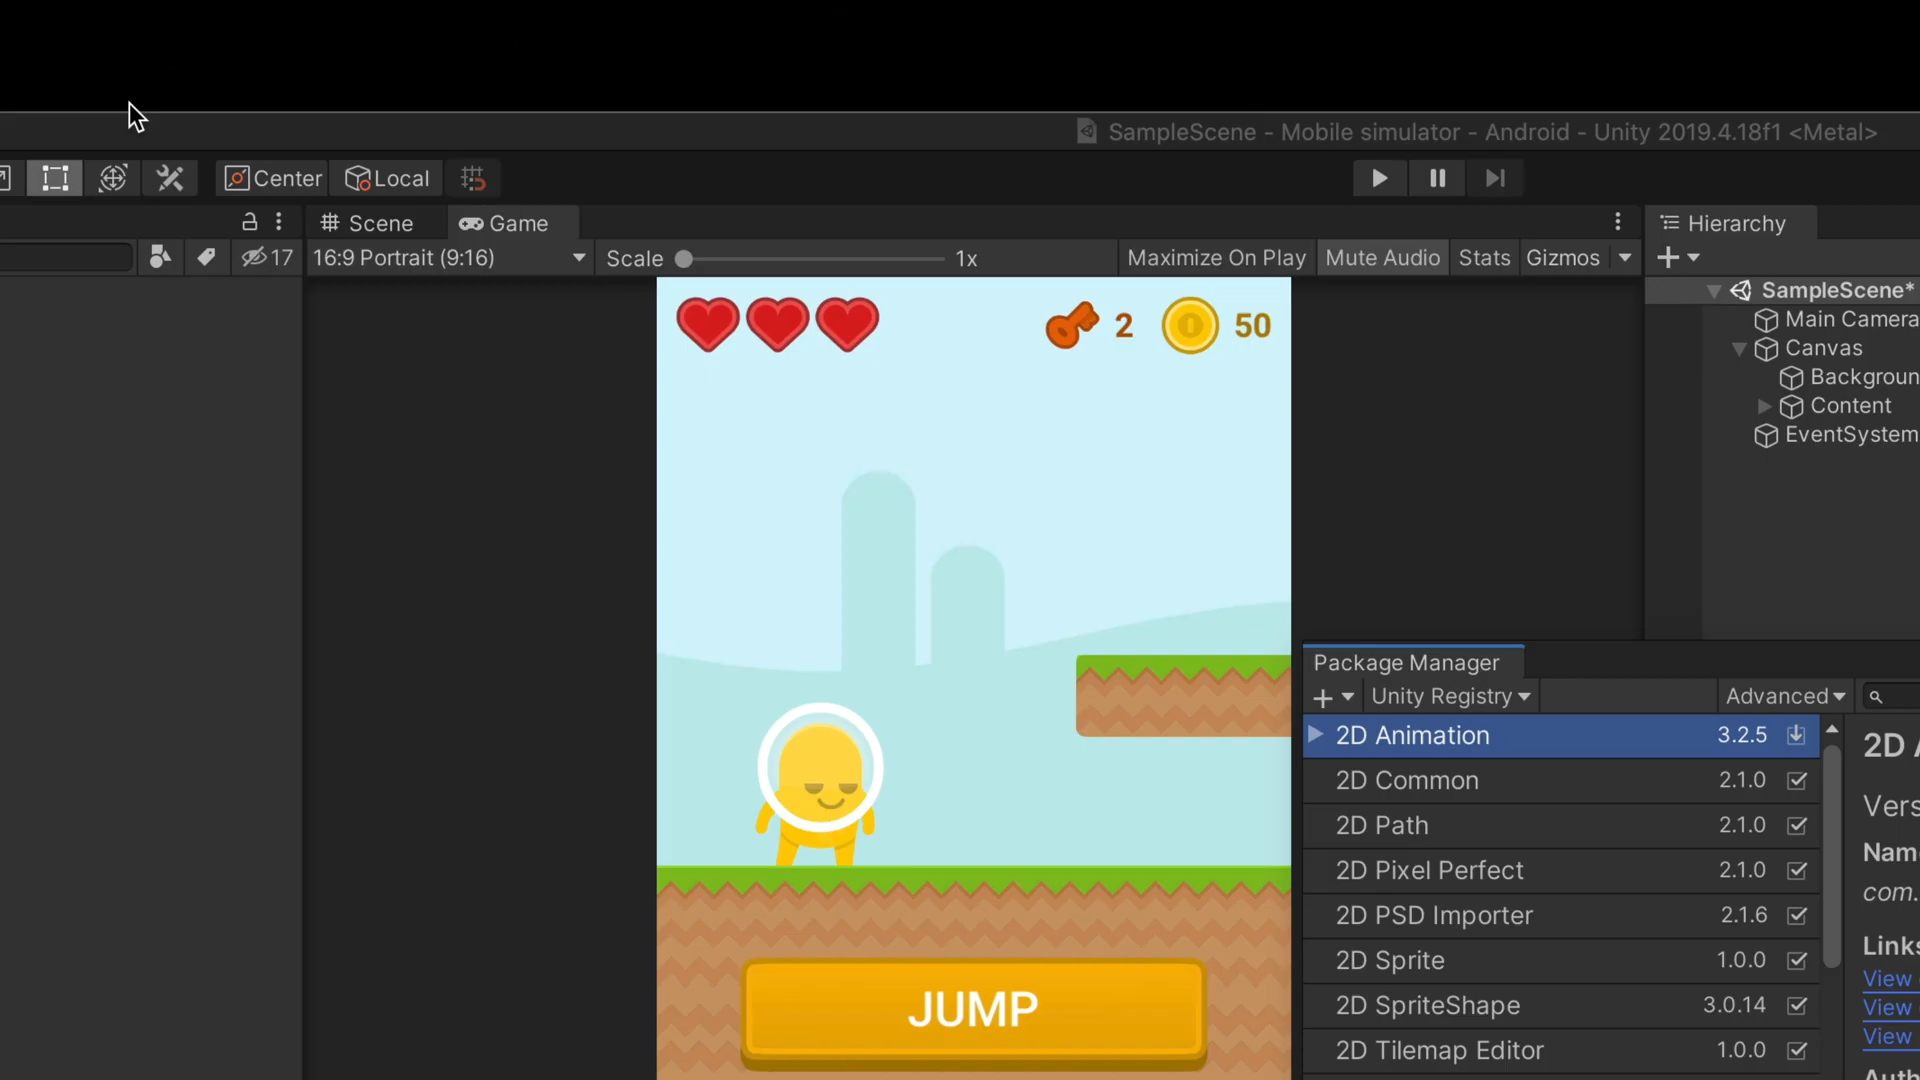 SampleScene - Mobile simulator - Android - Unity 2019.4.18f1 <Metal>
Center Local
Scene Game Hierarchy
17 16:9 Portrait (9:16) Scale 1x Maximize On Play Mute Audio Stats Gizmos
SampleScene*
Main Camera
Canvas
Backgroun
Content
EventSystem
2 50
JUMP
Package Manager
Unity Registry Advanced
2D Animation 3.2.5
2D Common 2.1.0
2D Path 2.1.0
2D Pixel Perfect 2.1.0
2D PSD Importer 2.1.6
2D Sprite 1.0.0
2D SpriteShape 3.0.14
2D Tilemap Editor 1.0.0
2D A
Vers
Name
com.
Links
View
View
View
Auth